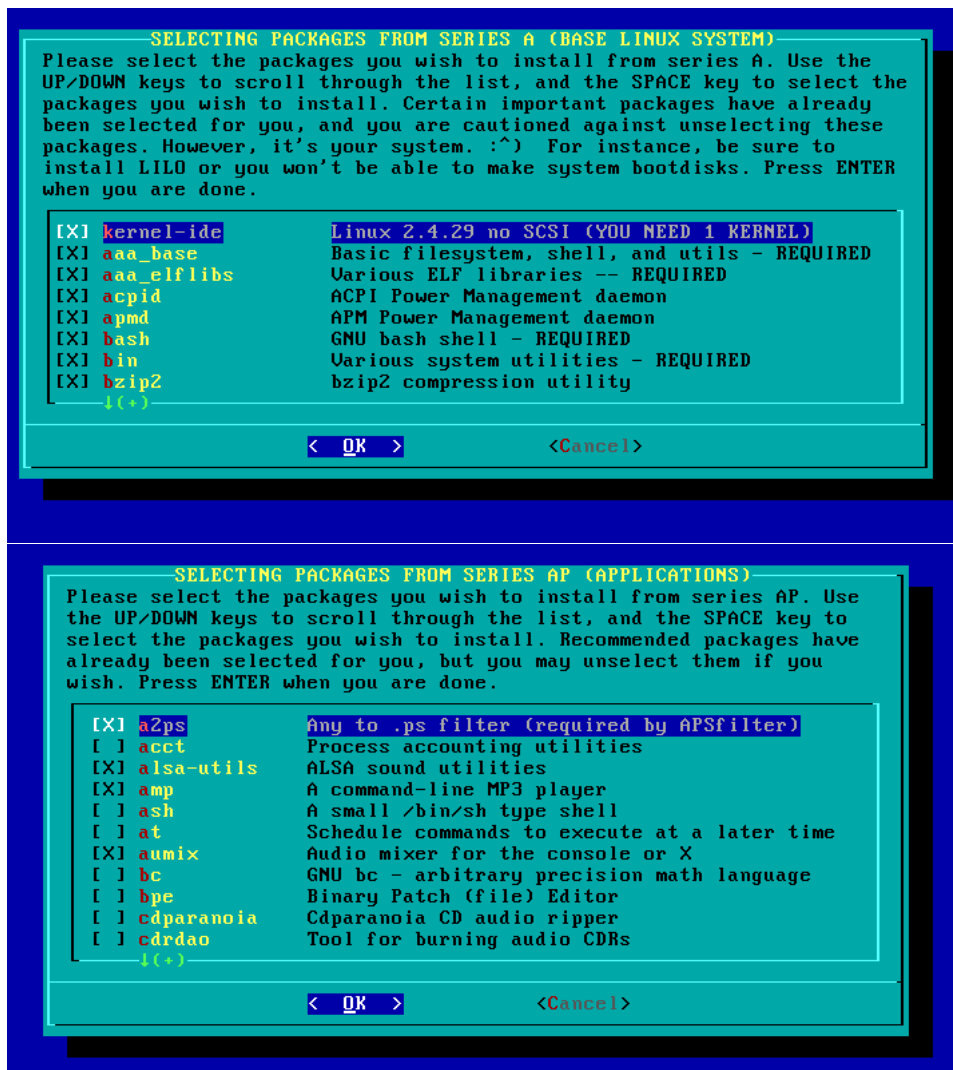 SELECTING PACKAGES FROM SERIES A (BASE LINUX SYSTEM)
Please select the packages you wish to install from series A. Use the
UP/DOWN keys to scroll through the list, and the SPACE key to select the
packages you wish to install. Certain important packages have already
been selected for you, and you are cautioned against unselecting these
packages. However, it's your system. :^)  For instance, be sure to
install LILO or you won't be able to make system bootdisks. Press ENTER
when you are done.
[X] kernel-ide Linux 2.4.29 no SCSI (YOU NEED 1 KERNEL)
[X] aaa_base Basic filesystem, shell, and utils - REQUIRED
[X] aaa_elflibs Various ELF libraries -- REQUIRED
[X] acpid ACPI Power Management daemon
[X] apmd APM Power Management daemon
[X] bash GNU bash shell - REQUIRED
[X] bin Various system utilities - REQUIRED
[X] bzip2 bzip2 compression utility
↓(+)
< OK > <Cancel>
SELECTING PACKAGES FROM SERIES AP (APPLICATIONS)
Please select the packages you wish to install from series AP. Use
the UP/DOWN keys to scroll through the list, and the SPACE key to
select the packages you wish to install. Recommended packages have
already been selected for you, but you may unselect them if you
wish. Press ENTER when you are done.
[X] a2ps Any to .ps filter (required by APSfilter)
[ ] acct Process accounting utilities
[X] alsa-utils ALSA sound utilities
[X] amp A command-line MP3 player
[ ] ash A small /bin/sh type shell
[ ] at Schedule commands to execute at a later time
[X] aumix Audio mixer for the console or X
[ ] bc GNU bc - arbitrary precision math language
[ ] bpe Binary Patch (file) Editor
[ ] cdparanoia Cdparanoia CD audio ripper
[ ] cdrdao Tool for burning audio CDRs
↓(+)
< OK > <Cancel>